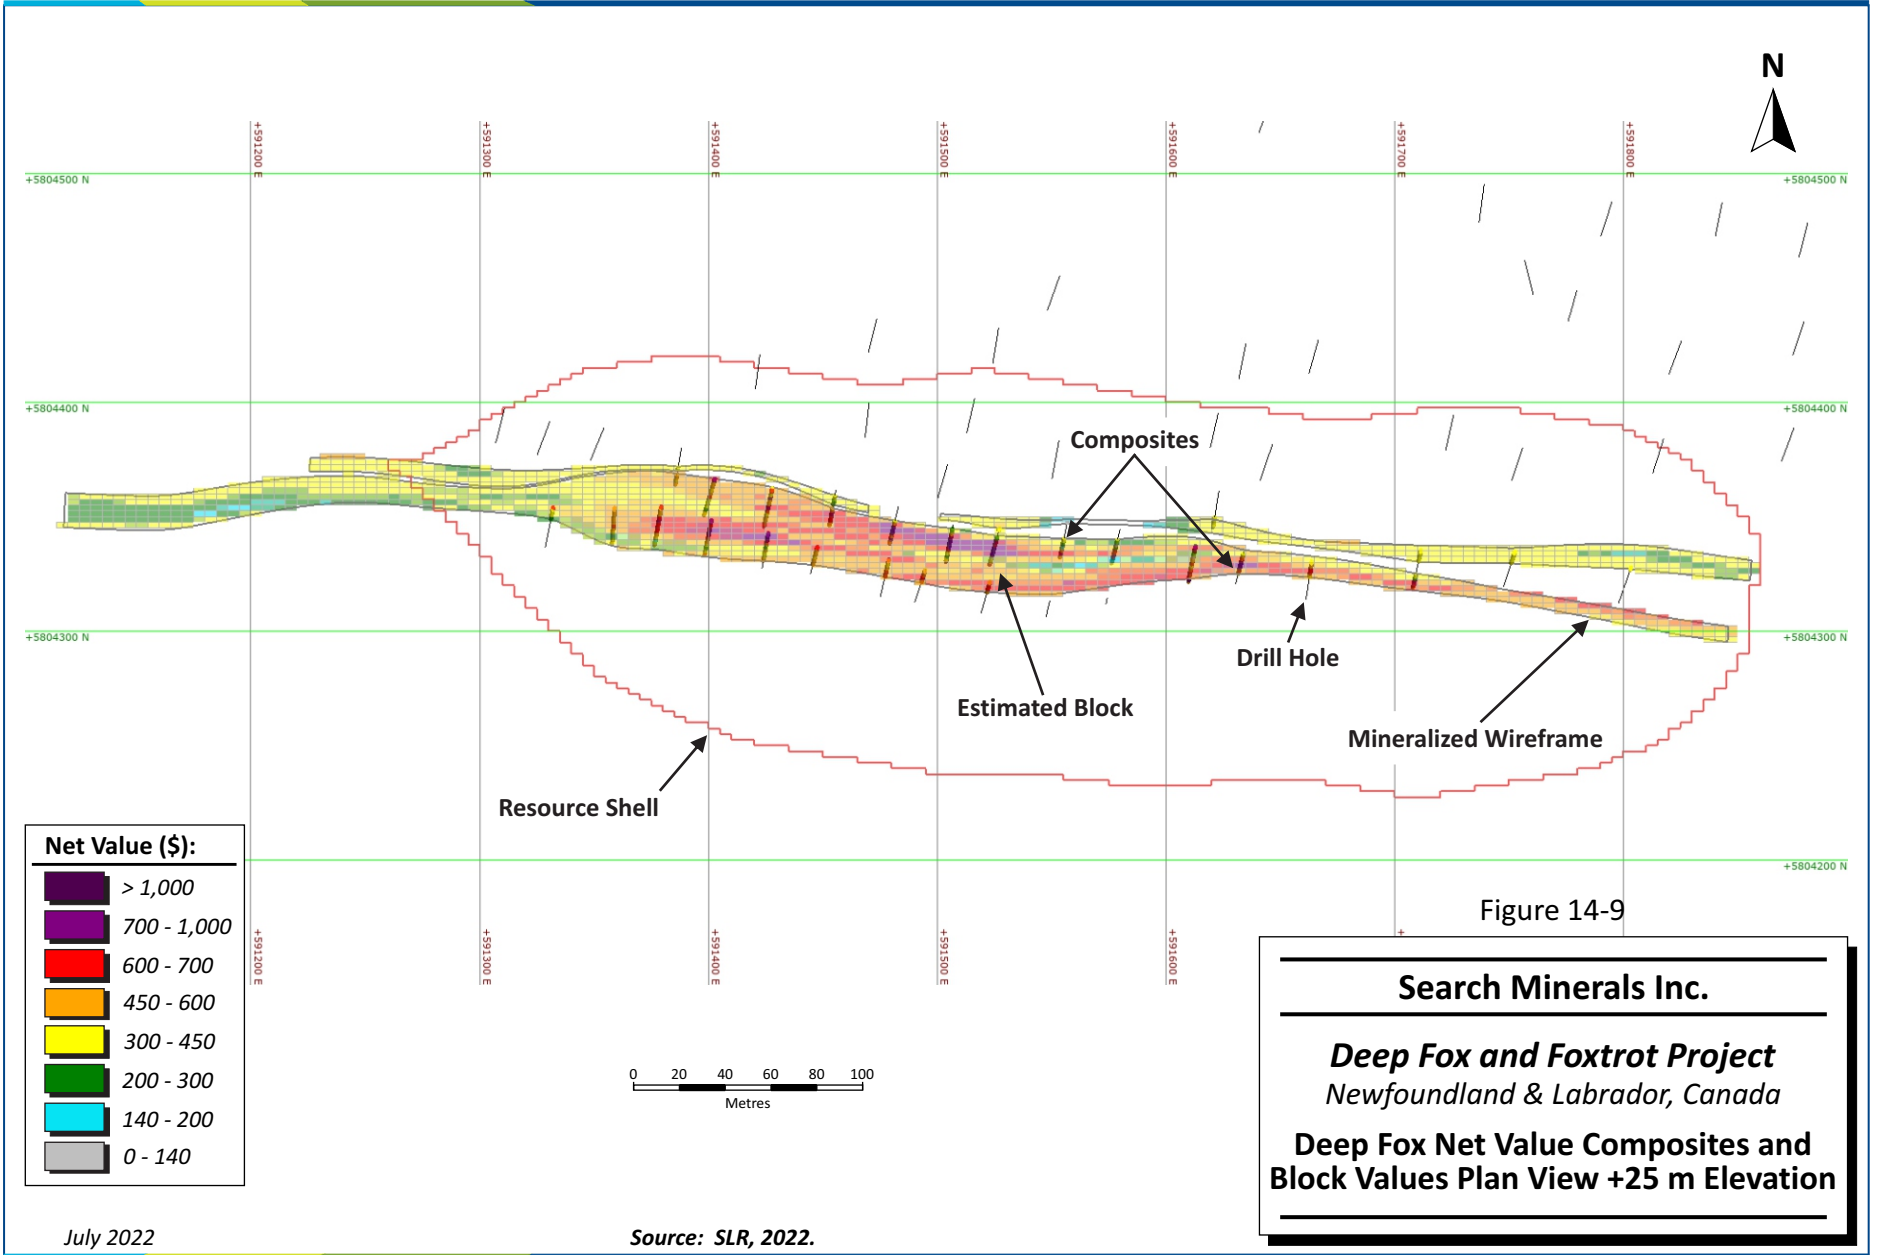 N
+591200 E
+591300 E
+591400 E
+591500 E
+591600 E
+591700 E
+591800 E
+5804500 N
+5804500 N
+5804400 N
+5804400 N
Composites
+5804300 N
+5804300 N
Drill Hole
Estimated Block
Mineralized Wireframe
Resource Shell
+5804200 N
Net Value ($):
> 1,000
700 - 1,000
600 - 700
450 - 600
300 - 450
200 - 300
140 - 200
0 - 140
+591200 E
+591300 E
+591400 E
+591500 E
+591600 E
+
Figure 14-9
Search Minerals Inc.
Deep Fox and Foxtrot Project
Newfoundland & Labrador, Canada
Deep Fox Net Value Composites and
Block Values Plan View +25 m Elevation
0 20 40 60 80 100
Metres
July 2022
Source: SLR, 2022.